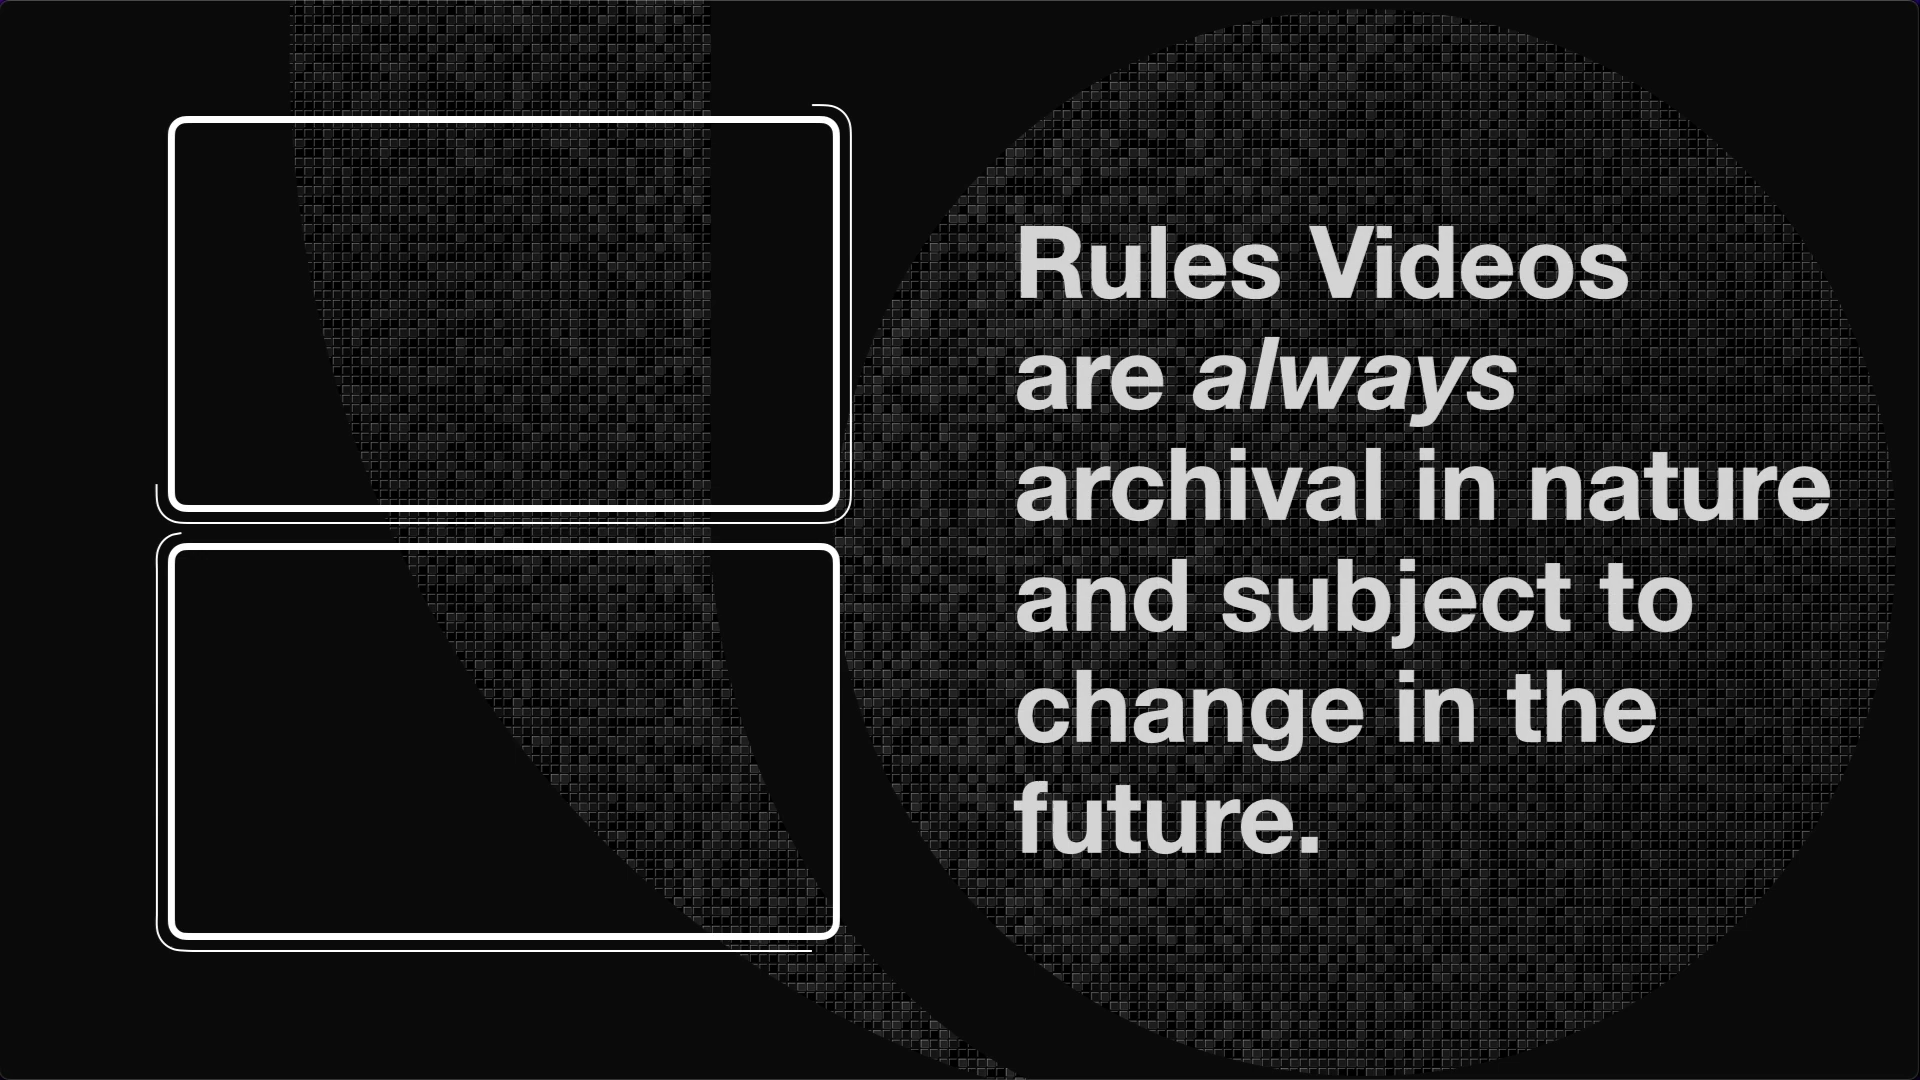 Rules Videos
are always
archival in nature
and subject to
change in the
future.